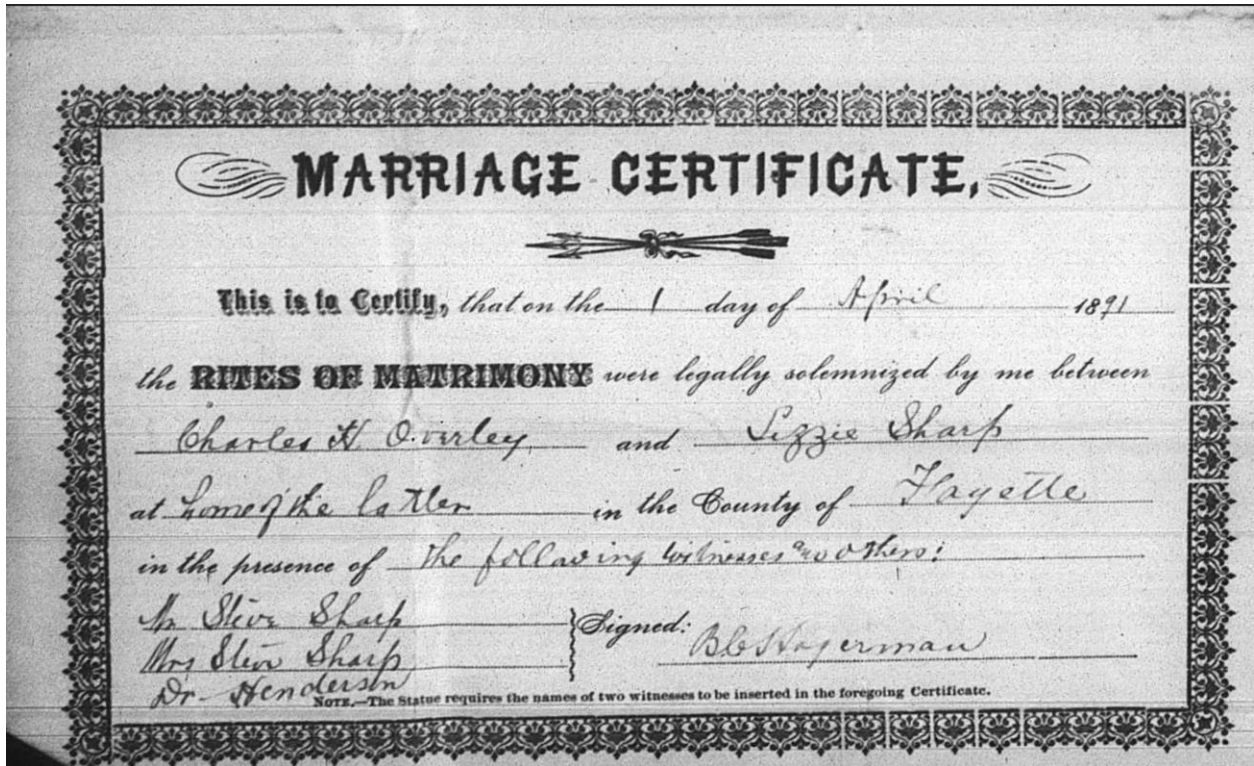 MARRIAGE CERTIFICATE.
This is to Certify, that on the 1 day of April 1891
the RITES OF MATRIMONY were legally solemnized by me between
Charles H Overley and Lizzie Sharp
at home of the latter in the County of Fayette
in the presence of the following witnesses and others:
Mr Steve Sharp
Mrs Steve Sharp
Dr Henderson
Signed: B C Hagerman
NOTE.—The Statue requires the names of two witnesses to be inserted in the foregoing Certificate.